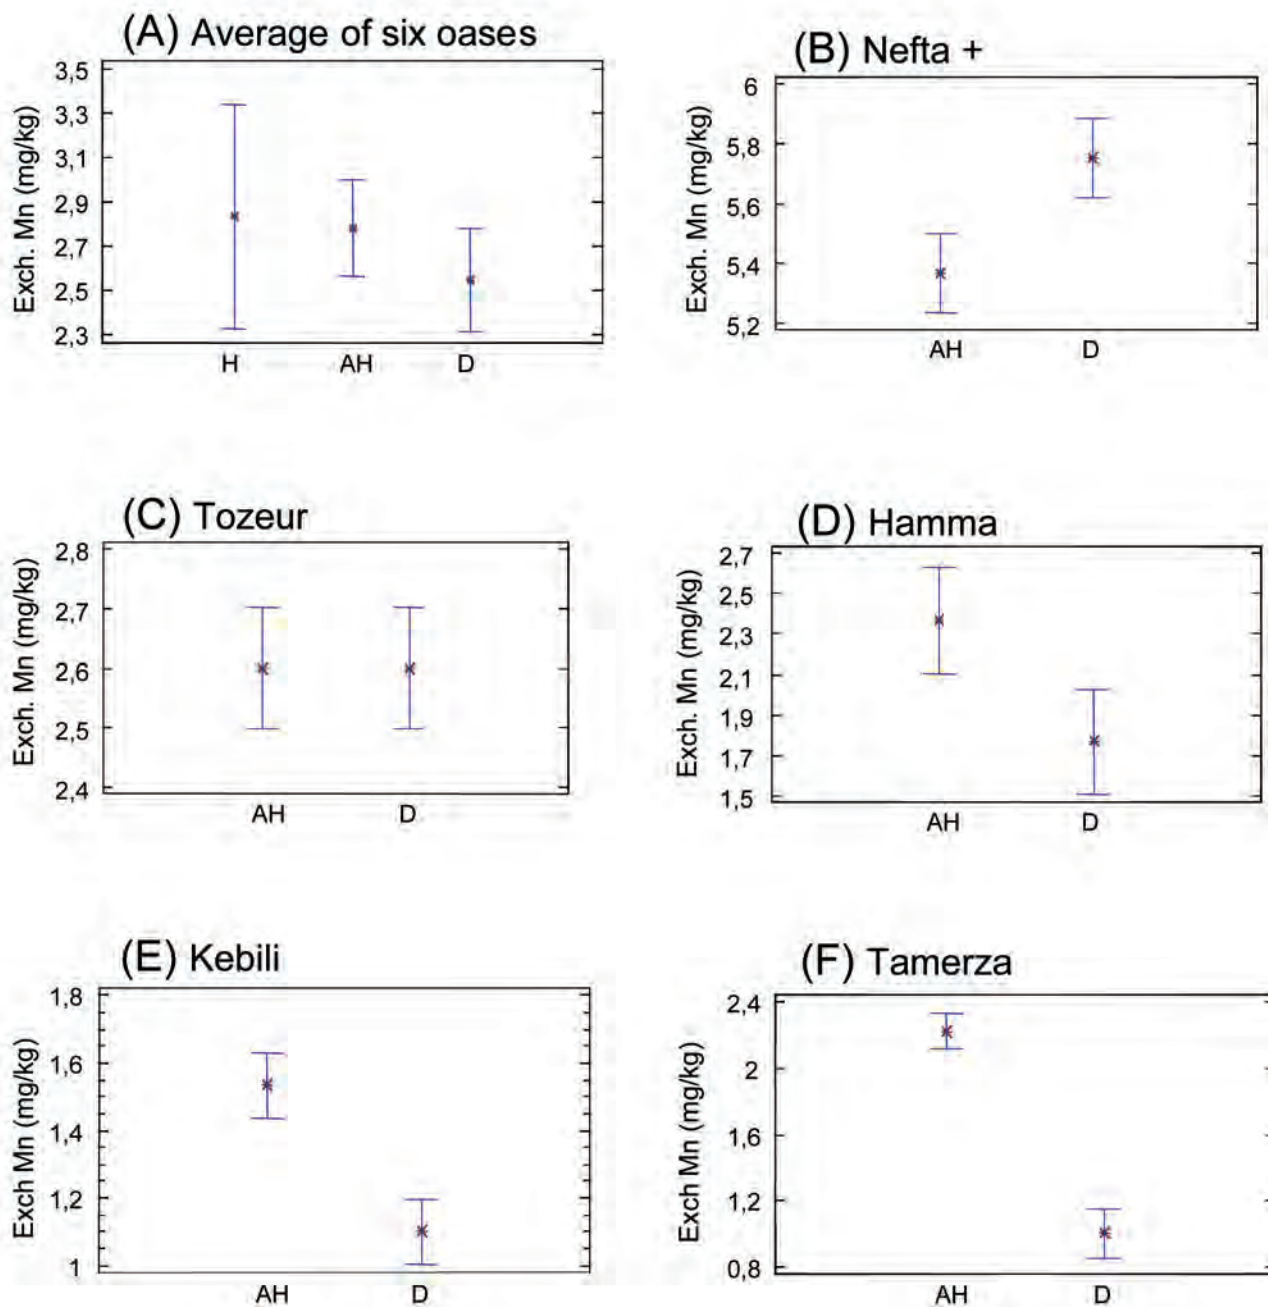 (A) Average of six oases
Exch. Mn (mg/kg)
3,5
3,3
3,1
2,9
2,7
2,5
2,3
H AH D
(B) Nefta +
Exch. Mn (mg/kg)
6
5,8
5,6
5,4
5,2
AH D
(C) Tozeur
Exch. Mn (mg/kg)
2,8
2,7
2,6
2,5
2,4
AH D
(D) Hamma
Exch. Mn (mg/kg)
2,7
2,5
2,3
2,1
1,9
1,7
1,5
AH D
(E) Kebili
Exch Mn (mg/kg)
1,8
1,6
1,4
1,2
1
AH D
(F) Tamerza
Exch Mn (mg/kg)
2,4
2
1,6
1,2
0,8
AH D